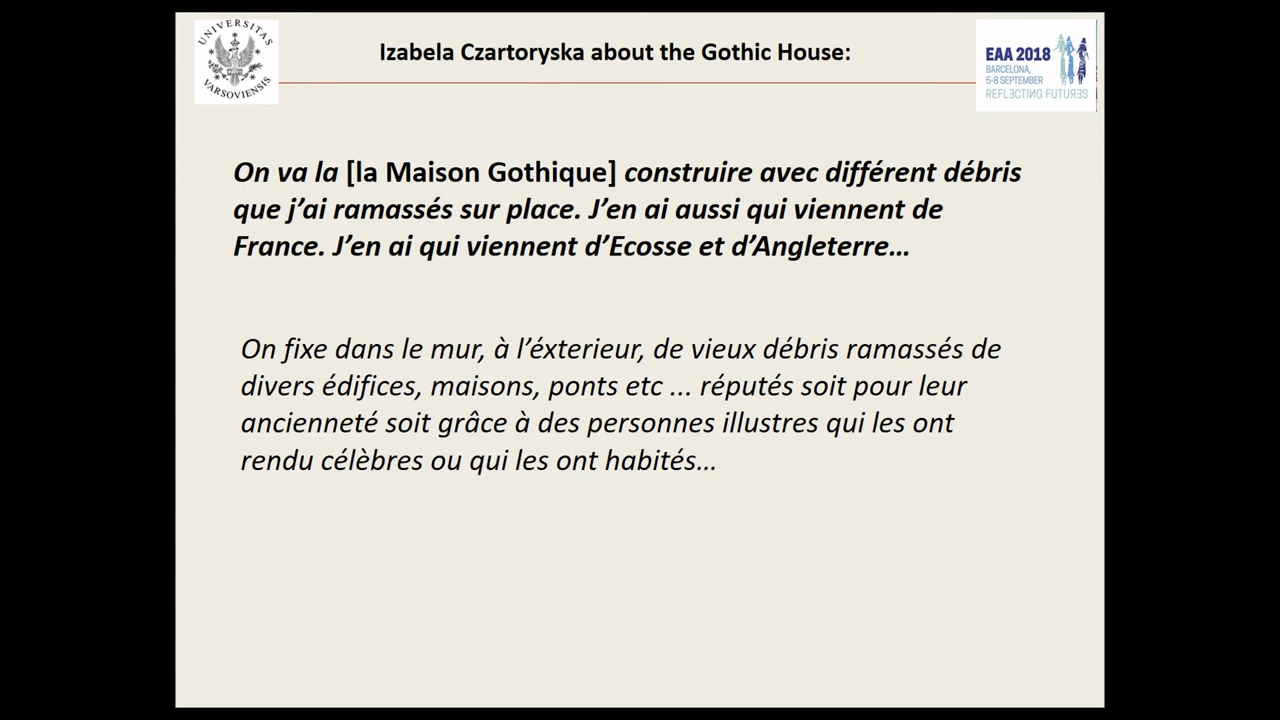 UNIVERSITAS
VARSOVIENSIS
Izabela Czartoryska about the Gothic House:
EAA 2018
BARCELONA,
5-8 SEPTEMBER
REFLECTING FUTURES
On va la [la Maison Gothique] construire avec différent débris
que j’ai ramassés sur place. J’en ai aussi qui viennent de
France. J’en ai qui viennent d’Ecosse et d’Angleterre…
On fixe dans le mur, à l’éxterieur, de vieux débris ramassés de
divers édifices, maisons, ponts etc ... réputés soit pour leur
ancienneté soit grâce à des personnes illustres qui les ont
rendu célèbres ou qui les ont habités…